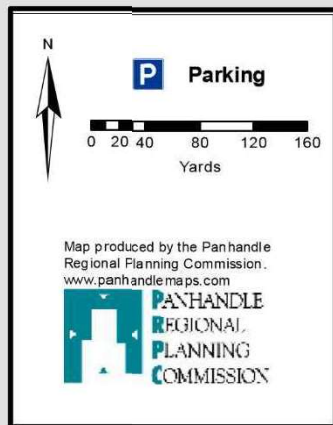 N
P Parking
0 20 40 80 120 160
Yards
Map produced by the Panhandle
Regional Planning Commission.
www.panhandlemaps.com
PANHANDLE
REGIONAL
PLANNING
COMMISSION